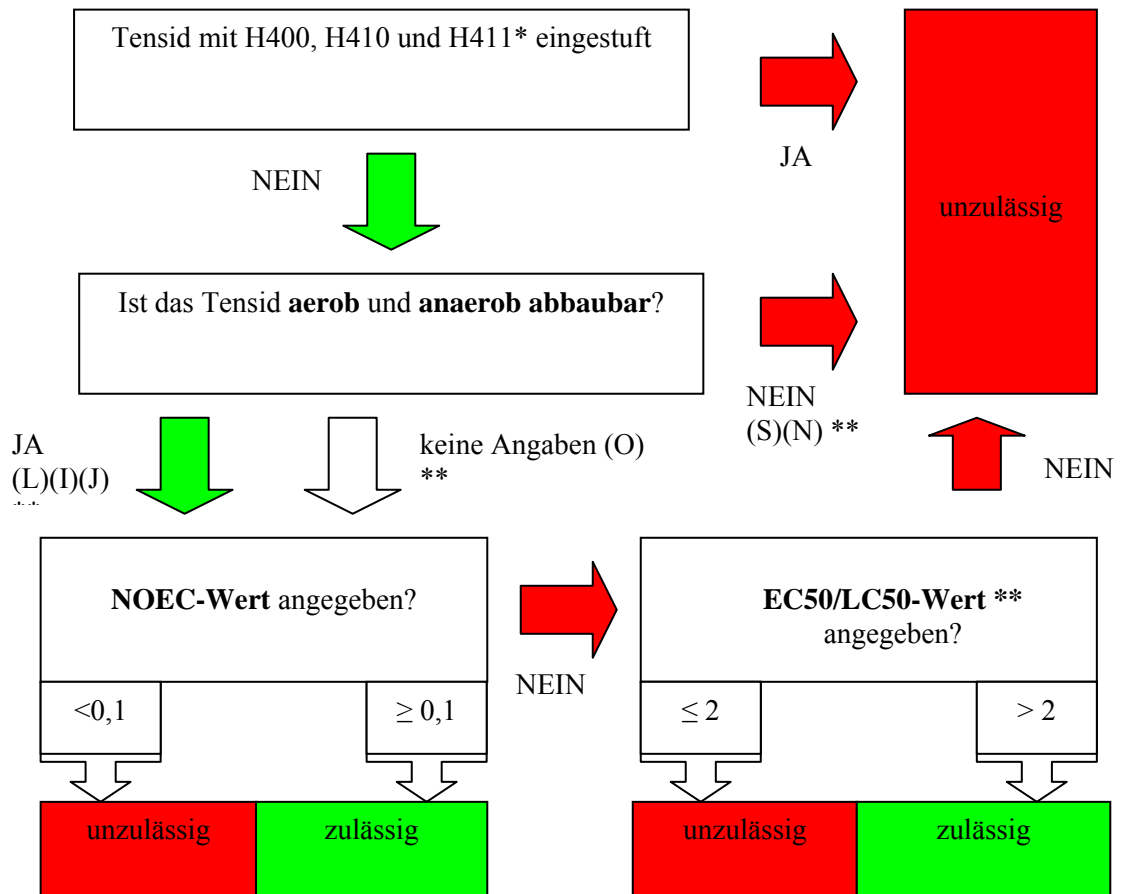 Tensid mit H400, H410 und H411* eingestuft
JA
unzulässig
NEIN
Ist das Tensid aerob und anaerob abbaubar?
NEIN
(S)(N) **
NEIN
JA
(L)(I)(J)
**
keine Angaben (O)
**
NOEC-Wert angegeben?
NEIN
EC50/LC50-Wert **
angegeben?
<0,1
≥ 0,1
≤ 2
> 2
unzulässig
zulässig
unzulässig
zulässig